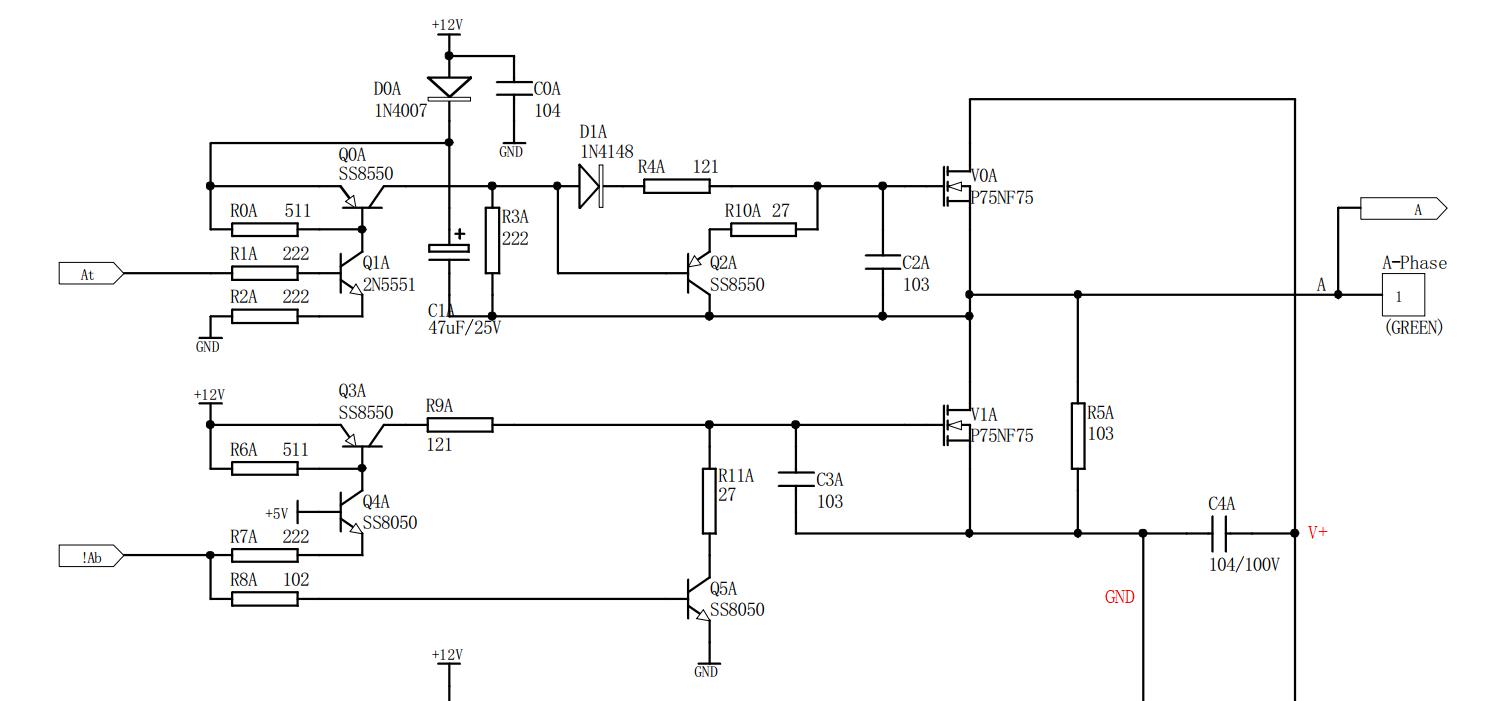 +12V
D0A
1N4007
C0A
104
GND
D1A
1N4148
Q0A
SS8550
R4A 121
V0A
P75NF75
R0A 511
R3A
222
R10A 27
A
R1A 222
+
Q1A
2N5551
Q2A
SS8550
C2A
103
A-Phase
At
R2A 222
C1A
47uF/25V
A
1
(GREEN)
GND
+12V
Q3A
SS8550
R9A
121
V1A
P75NF75
R5A
103
R6A 511
R11A
27
C3A
103
+5V
Q4A
SS8050
C4A
104/100V
V+
R7A 222
!Ab
R8A 102
Q5A
SS8050
GND
+12V
GND